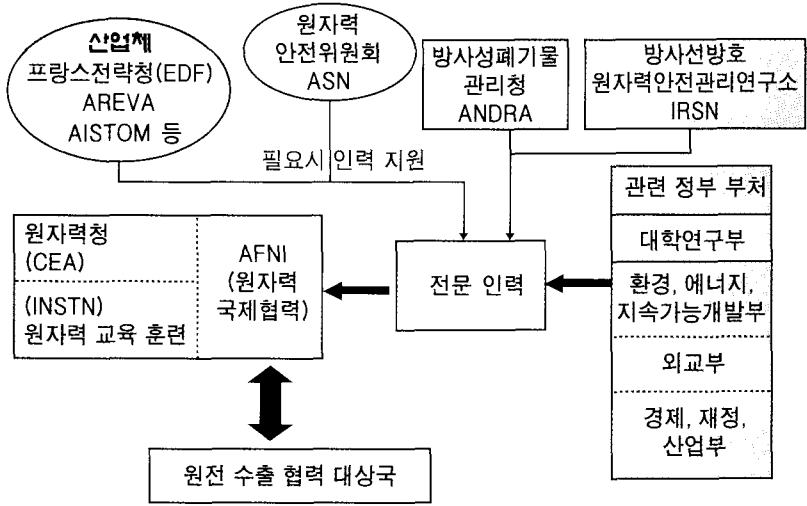 산업체
프랑스전략청(EDF)
AREVA
AISTOM 등
원자력
안전위원회
ASN
방사성폐기물
관리청
ANDRA
방사선방호
원자력안전관리연구소
IRSN
필요시 인력 지원
관련 정부 부처
대학연구부
환경, 에너지,
지속가능개발부
외교부
경제, 재정,
산업부
원자력청
(CEA)
(INSTN)
원자력 교육 훈련
AFNI
(원자력
국제협력)
전문 인력
원전 수출 협력 대상국